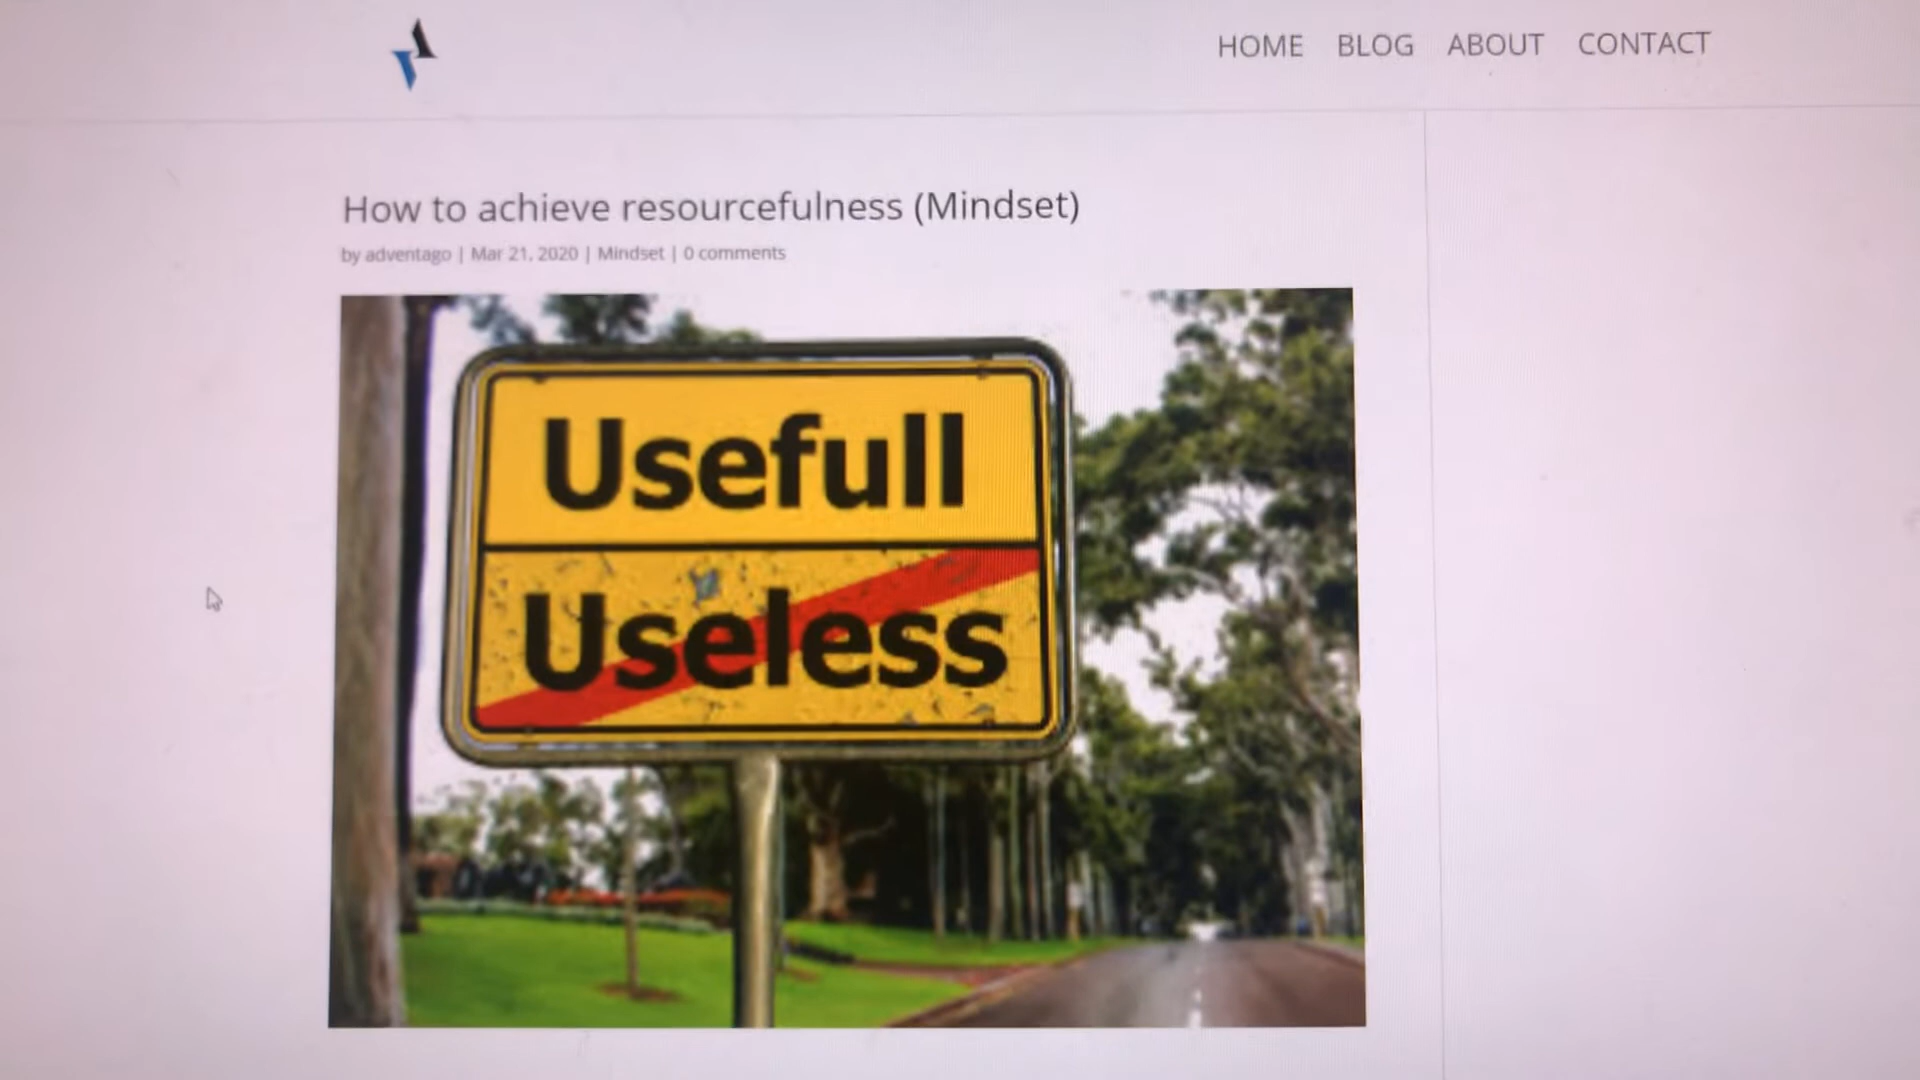 HOME BLOG ABOUT CONTACT
How to achieve resourcefulness (Mindset)
by adventago | Mar 21, 2020 | Mindset | 0 comments
Usefull
Useless